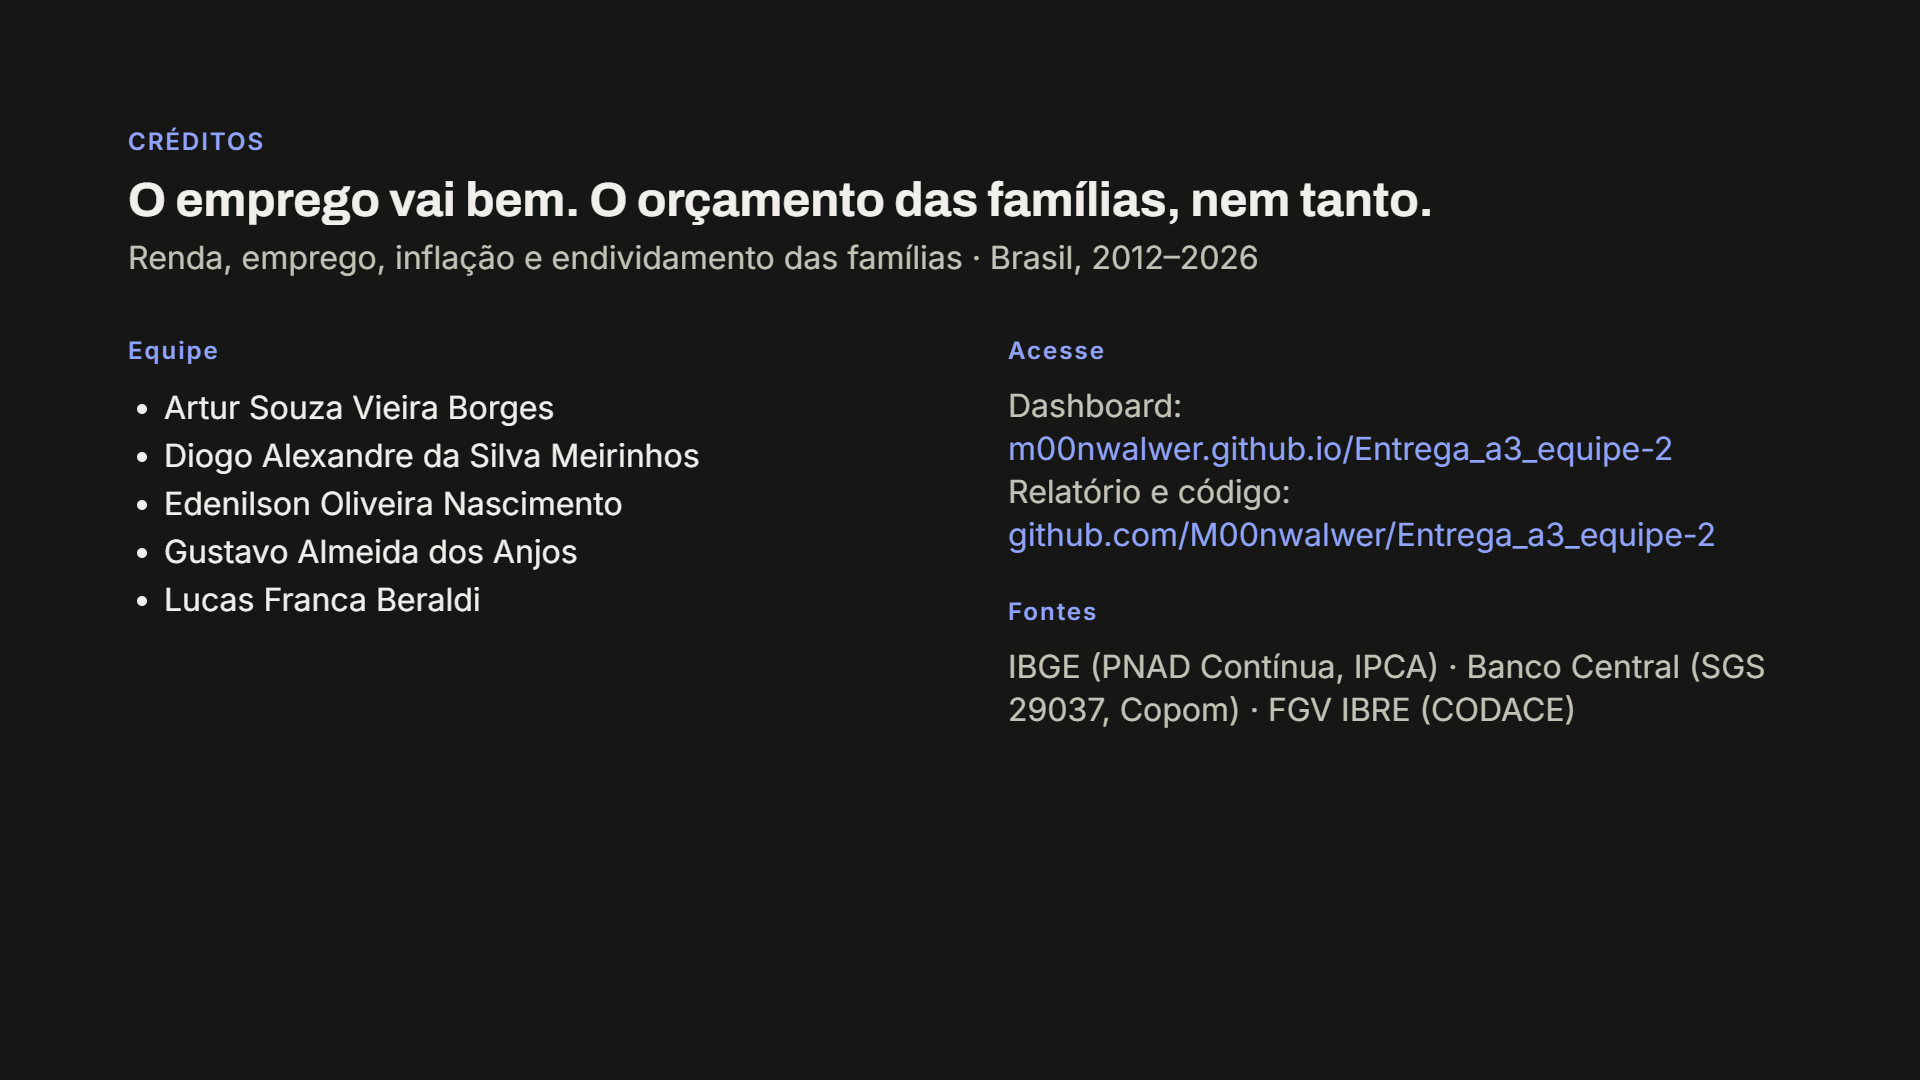 CRÉDITOS
O emprego vai bem. O orçamento das famílias, nem tanto.
Renda, emprego, inflação e endividamento das famílias · Brasil, 2012–2026
Equipe
• Artur Souza Vieira Borges
• Diogo Alexandre da Silva Meirinhos
• Edenilson Oliveira Nascimento
• Gustavo Almeida dos Anjos
• Lucas Franca Beraldi
Acesse
Dashboard:
m00nwalwer.github.io/Entrega_a3_equipe-2
Relatório e código:
github.com/M00nwalwer/Entrega_a3_equipe-2
Fontes
IBGE (PNAD Contínua, IPCA) · Banco Central (SGS
29037, Copom) · FGV IBRE (CODACE)